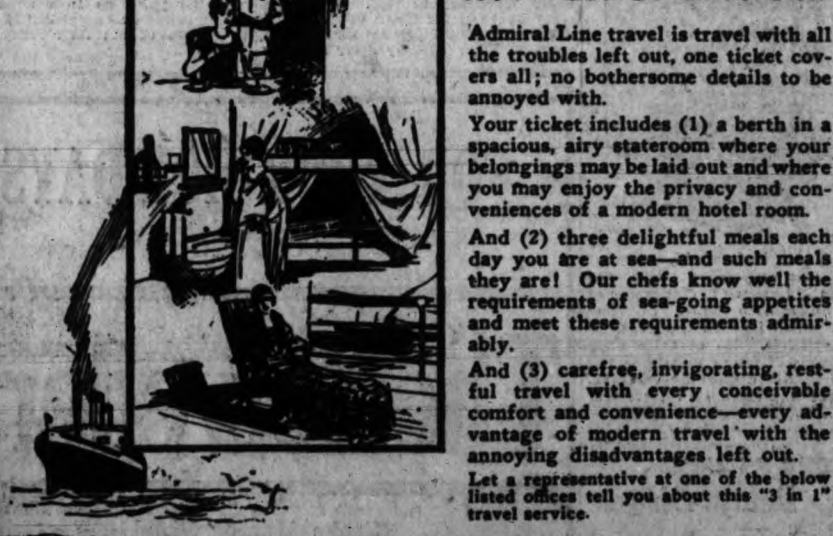 Admiral Line travel is travel with all
the troubles left out, one ticket cov-
ers all; no bothersome details to be
annoyed with.
Your ticket includes (1) a berth in a
spacious, airy stateroom where your
belongings may be laid out and where
you may enjoy the privacy and con-
veniences of a modern hotel room.
And (2) three delightful meals each
day you are at sea—and such meals
they are! Our chefs know well the
requirements of sea-going appetites
and meet these requirements admir-
ably.
And (3) carefree, invigorating, rest-
ful travel with every conceivable
comfort and convenience—every ad-
vantage of modern travel with the
annoying disadvantages left out.
Let a representative at one of the below
listed offices tell you about this "3 in 1"
travel service.